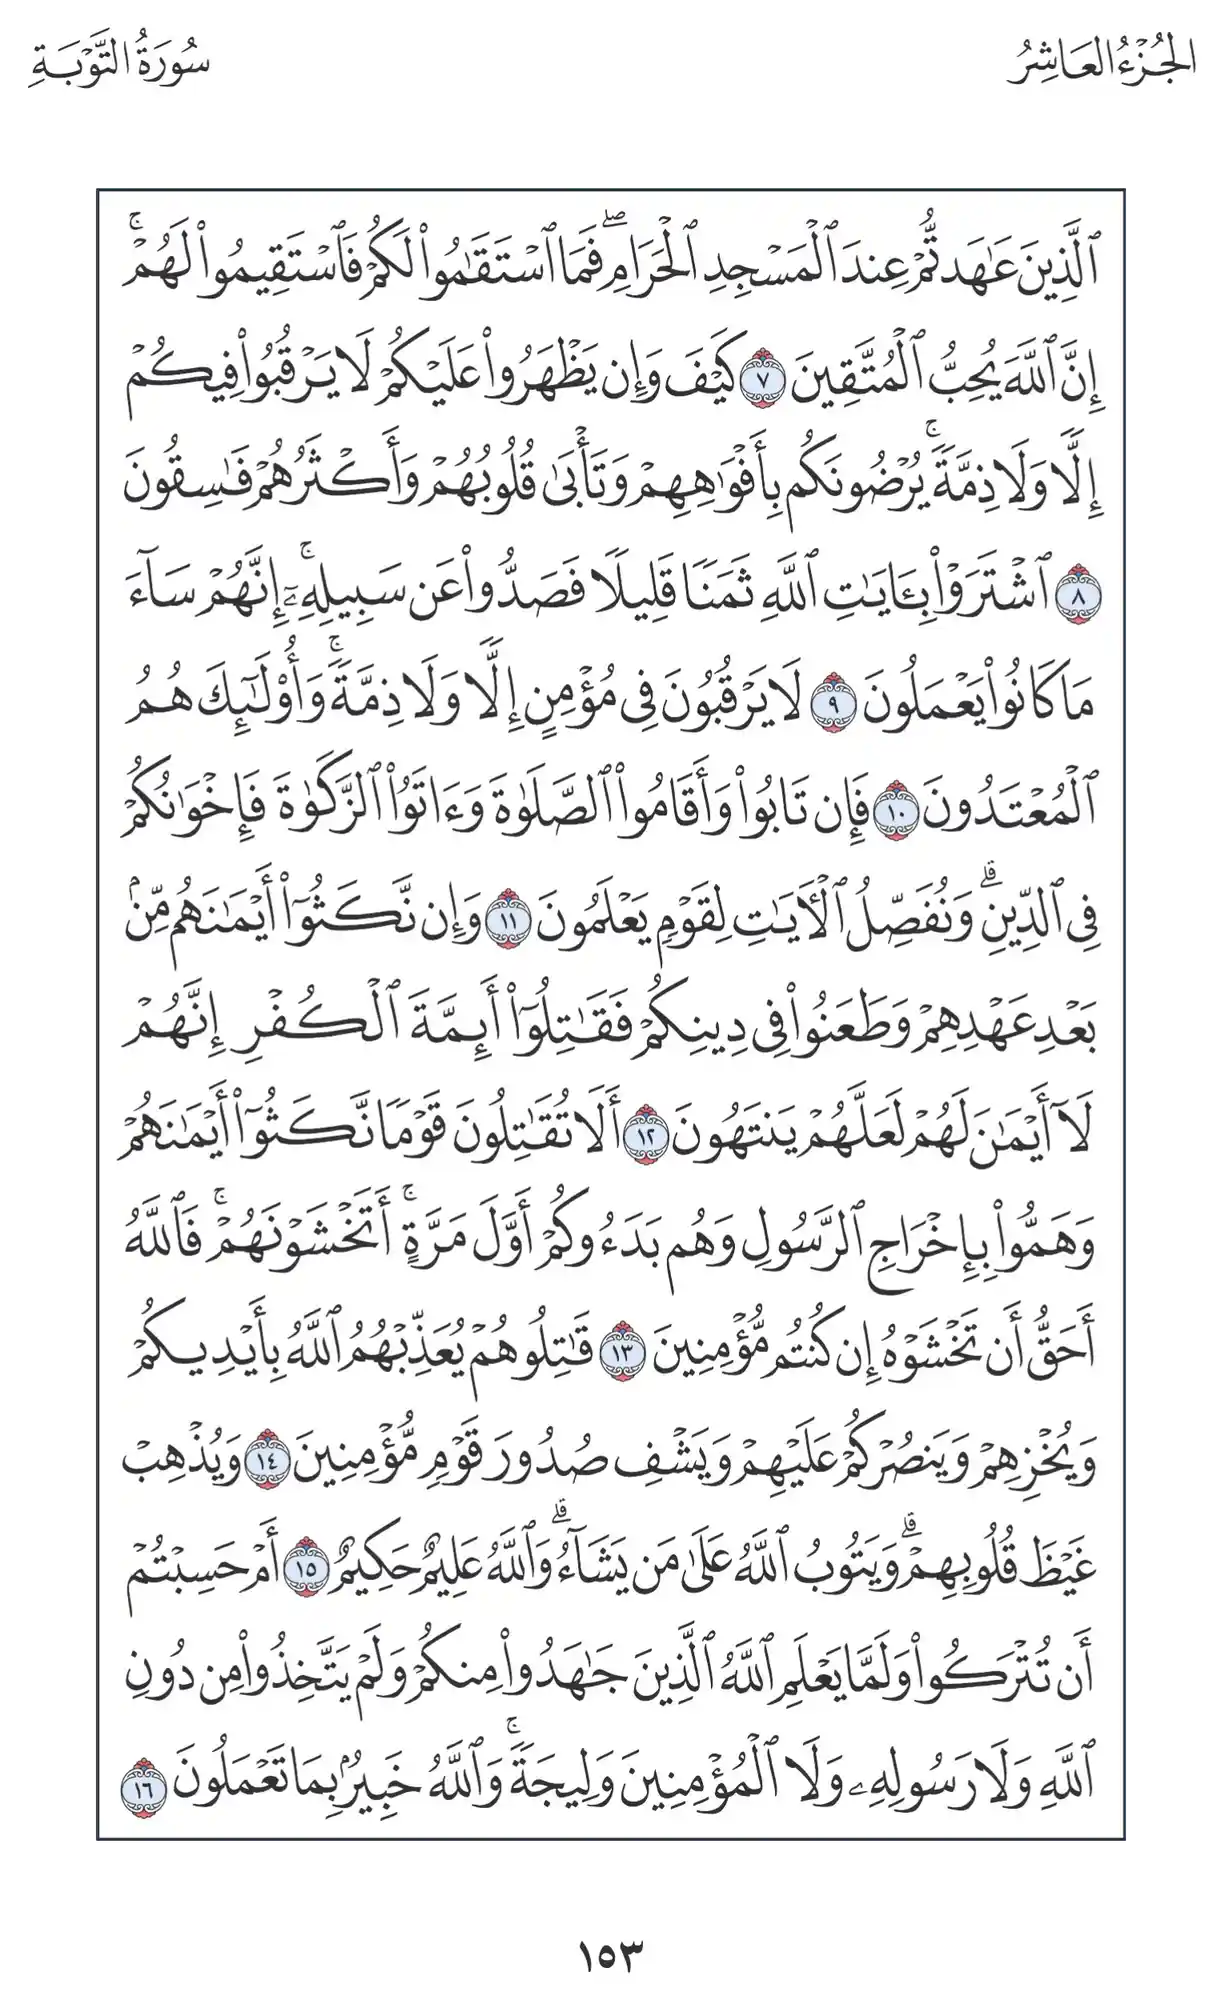 الجُزْءُ العَاشِرُ
سُورَةُ التَّوْبَةِ
ٱلَّذِينَ عَٰهَدتُّمْ عِندَ ٱلْمَسْجِدِ ٱلْحَرَامِۖ فَمَا ٱسْتَقَٰمُواْ لَكُمْ فَٱسْتَقِيمُواْ لَهُمْۚ
إِنَّ ٱللَّهَ يُحِبُّ ٱلْمُتَّقِينَ ٧ كَيْفَ وَإِن يَظْهَرُواْ عَلَيْكُمْ لَا يَرْقُبُواْ فِيكُمْ
إِلًّا وَلَا ذِمَّةًۚ يُرْضُونَكُم بِأَفْوَٰهِهِمْ وَتَأْبَىٰ قُلُوبُهُمْ وَأَكْثَرُهُمْ فَٰسِقُونَ
٨ ٱشْتَرَوْاْ بِـَٔايَٰتِ ٱللَّهِ ثَمَنًا قَلِيلًا فَصَدُّواْ عَن سَبِيلِهِۦٓۚ إِنَّهُمْ سَآءَ
مَا كَانُواْ يَعْمَلُونَ ٩ لَا يَرْقُبُونَ فِي مُؤْمِنٍ إِلًّا وَلَا ذِمَّةًۚ وَأُوْلَٰٓئِكَ هُمُ
ٱلْمُعْتَدُونَ ١٠ فَإِن تَابُواْ وَأَقَامُواْ ٱلصَّلَوٰةَ وَءَاتَوُاْ ٱلزَّكَوٰةَ فَإِخْوَٰنُكُمْ
فِي ٱلدِّينِۗ وَنُفَصِّلُ ٱلْأٓيَٰتِ لِقَوْمٍ يَعْلَمُونَ ١١ وَإِن نَّكَثُوٓاْ أَيْمَٰنَهُم مِّنۢ
بَعْدِ عَهْدِهِمْ وَطَعَنُواْ فِي دِينِكُمْ فَقَٰتِلُوٓاْ أَئِمَّةَ ٱلْكُفْرِ إِنَّهُمْ
لَآ أَيْمَٰنَ لَهُمْ لَعَلَّهُمْ يَنتَهُونَ ١٢ أَلَا تُقَٰتِلُونَ قَوْمًا نَّكَثُوٓاْ أَيْمَٰنَهُمْ
وَهَمُّواْ بِإِخْرَاجِ ٱلرَّسُولِ وَهُم بَدَءُوكُمْ أَوَّلَ مَرَّةٍۚ أَتَخْشَوْنَهُمْۚ فَٱللَّهُ
أَحَقُّ أَن تَخْشَوْهُ إِن كُنتُم مُّؤْمِنِينَ ١٣ قَٰتِلُوهُمْ يُعَذِّبْهُمُ ٱللَّهُ بِأَيْدِيكُمْ
وَيُخْزِهِمْ وَيَنصُرْكُمْ عَلَيْهِمْ وَيَشْفِ صُدُورَ قَوْمٍ مُّؤْمِنِينَ ١٤ وَيُذْهِبْ
غَيْظَ قُلُوبِهِمْۗ وَيَتُوبُ ٱللَّهُ عَلَىٰ مَن يَشَآءُۗ وَٱللَّهُ عَلِيمٌ حَكِيمٌ ١٥ أَمْ حَسِبْتُمْ
أَن تُتْرَكُواْ وَلَمَّا يَعْلَمِ ٱللَّهُ ٱلَّذِينَ جَٰهَدُواْ مِنكُمْ وَلَمْ يَتَّخِذُواْ مِن دُونِ
ٱللَّهِ وَلَا رَسُولِهِۦ وَلَا ٱلْمُؤْمِنِينَ وَلِيجَةًۚ وَٱللَّهُ خَبِيرُۢ بِمَا تَعْمَلُونَ ١٦
١٥٣